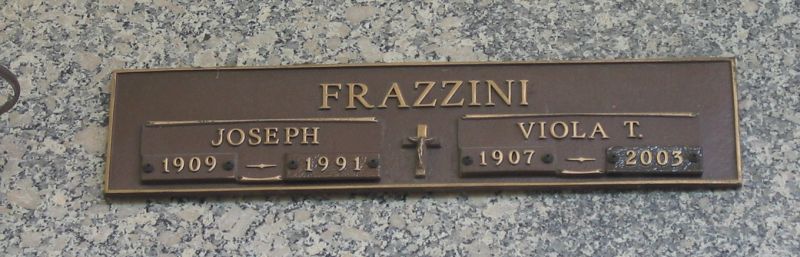 FRAZZINI
JOSEPH
1909 1991
VIOLA T.
1907 2003